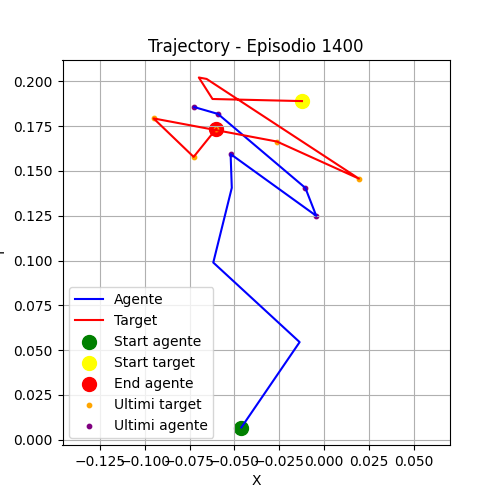 Trajectory - Episodio 1400
0.200
0.175
0.150
0.125
0.100
0.075
0.050
0.025
0.000
Agente
Target
Start agente
Start target
End agente
Ultimi target
Ultimi agente
−0.125 −0.100 −0.075 −0.050 −0.025 0.000 0.025 0.050
X